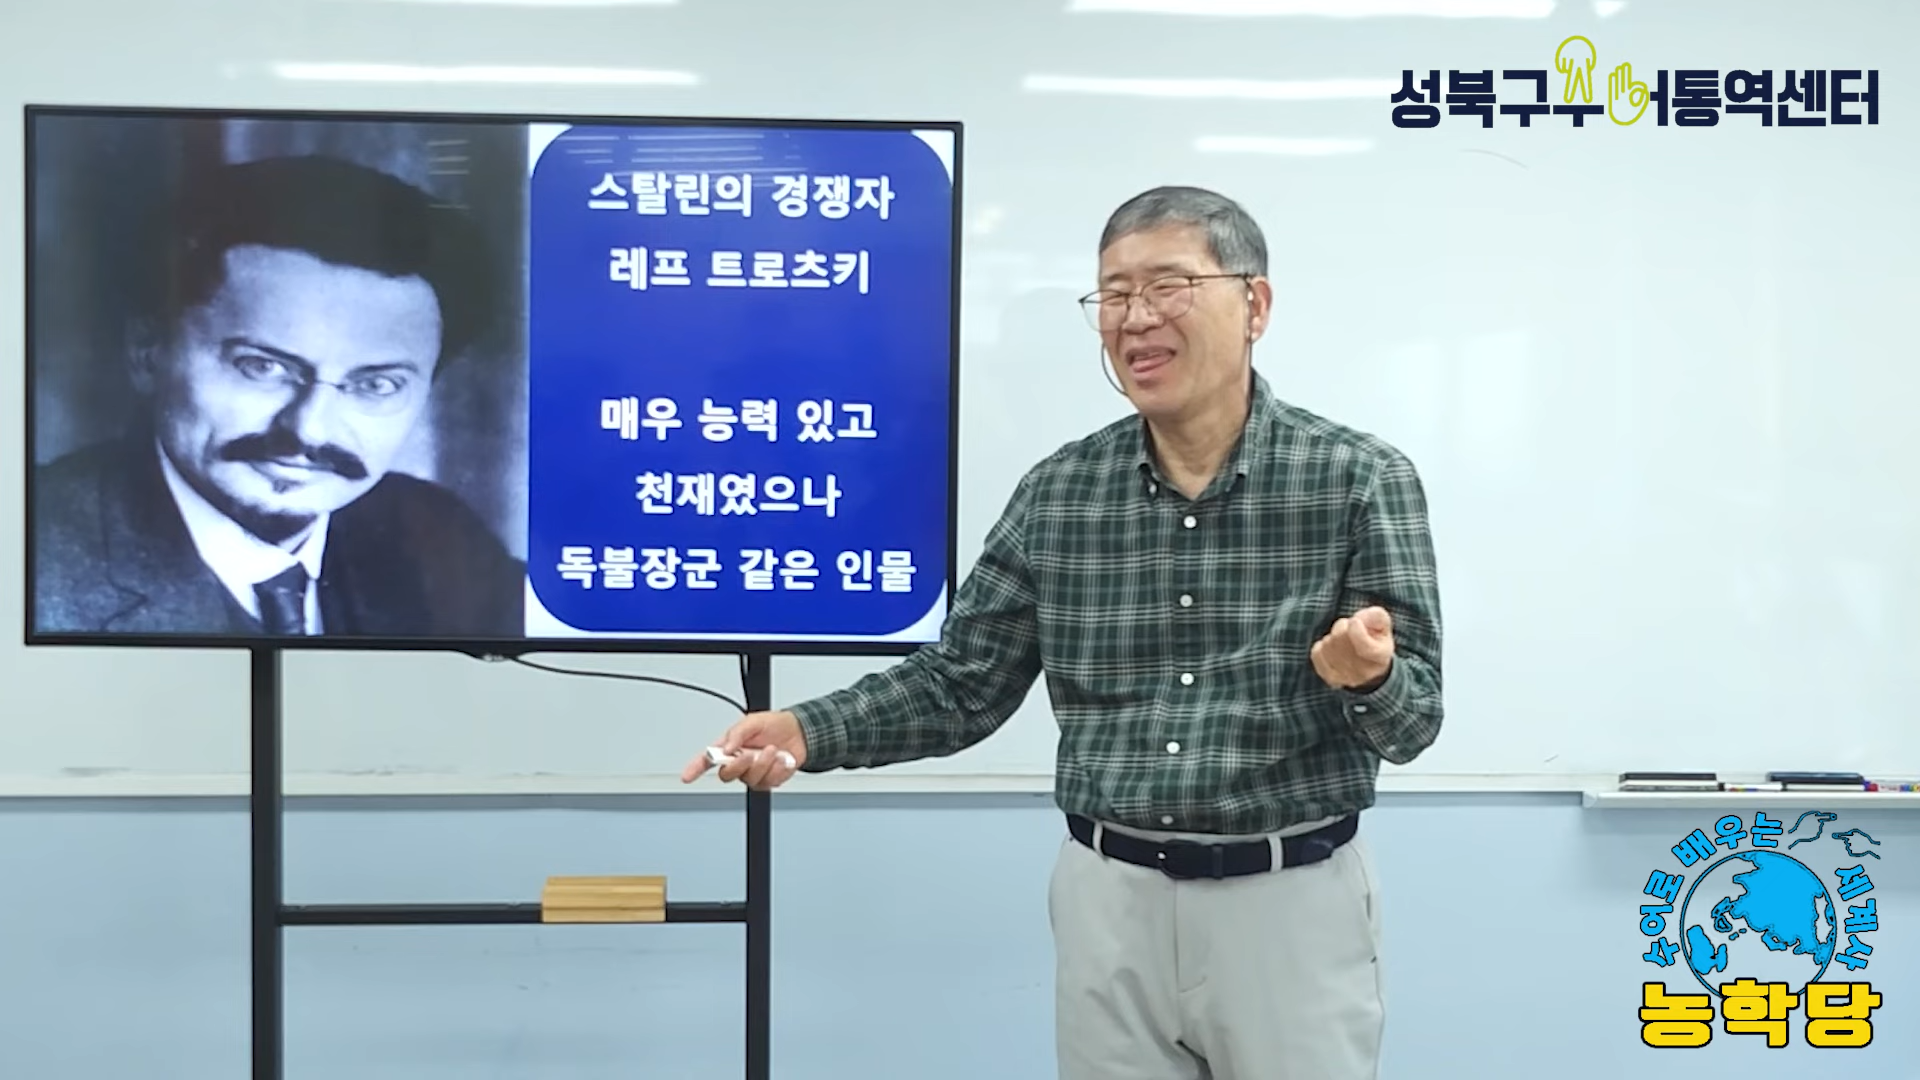 성북구수어통역센터
스탈린의 경쟁자
레프 트로츠키
매우 능력 있고
천재였으나
독불장군 같은 인물
수어로 배우는 세계사
농학당